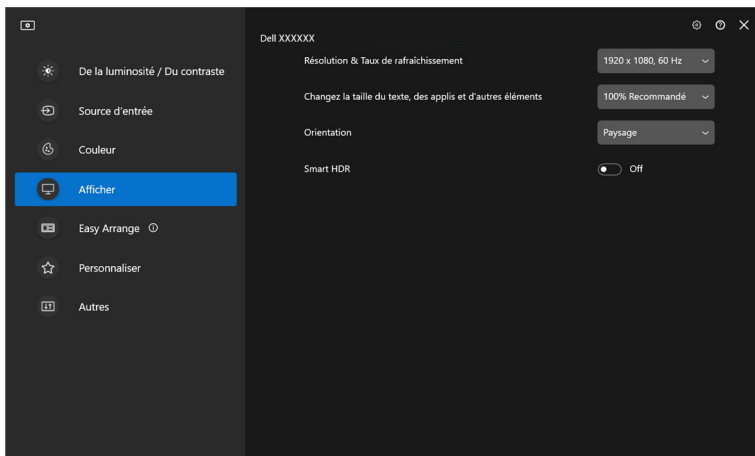 Dell XXXXXX
De la luminosité / Du contraste
Source d'entrée
Couleur
Afficher
Easy Arrange
Personnaliser
Autres
Résolution & Taux de rafraîchissement
1920 x 1080, 60 Hz
Changez la taille du texte, des applis et d'autres éléments
100% Recommandé
Orientation
Paysage
Smart HDR
Off